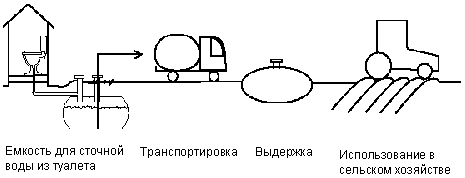 Емкость для сточной
воды из туалета
Транспортировка
Выдержка
Использование в
сельском хозяйстве